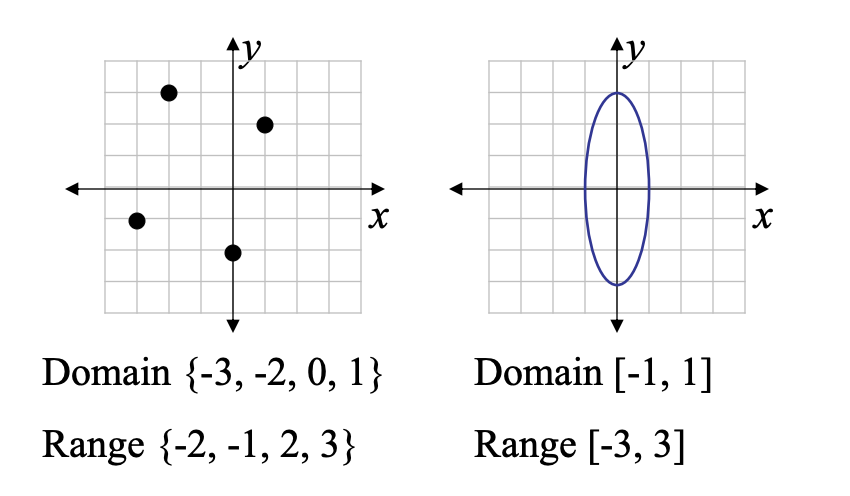 y
x
Domain {-3, -2, 0, 1}
Range {-2, -1, 2, 3}
y
x
Domain [-1, 1]
Range [-3, 3]